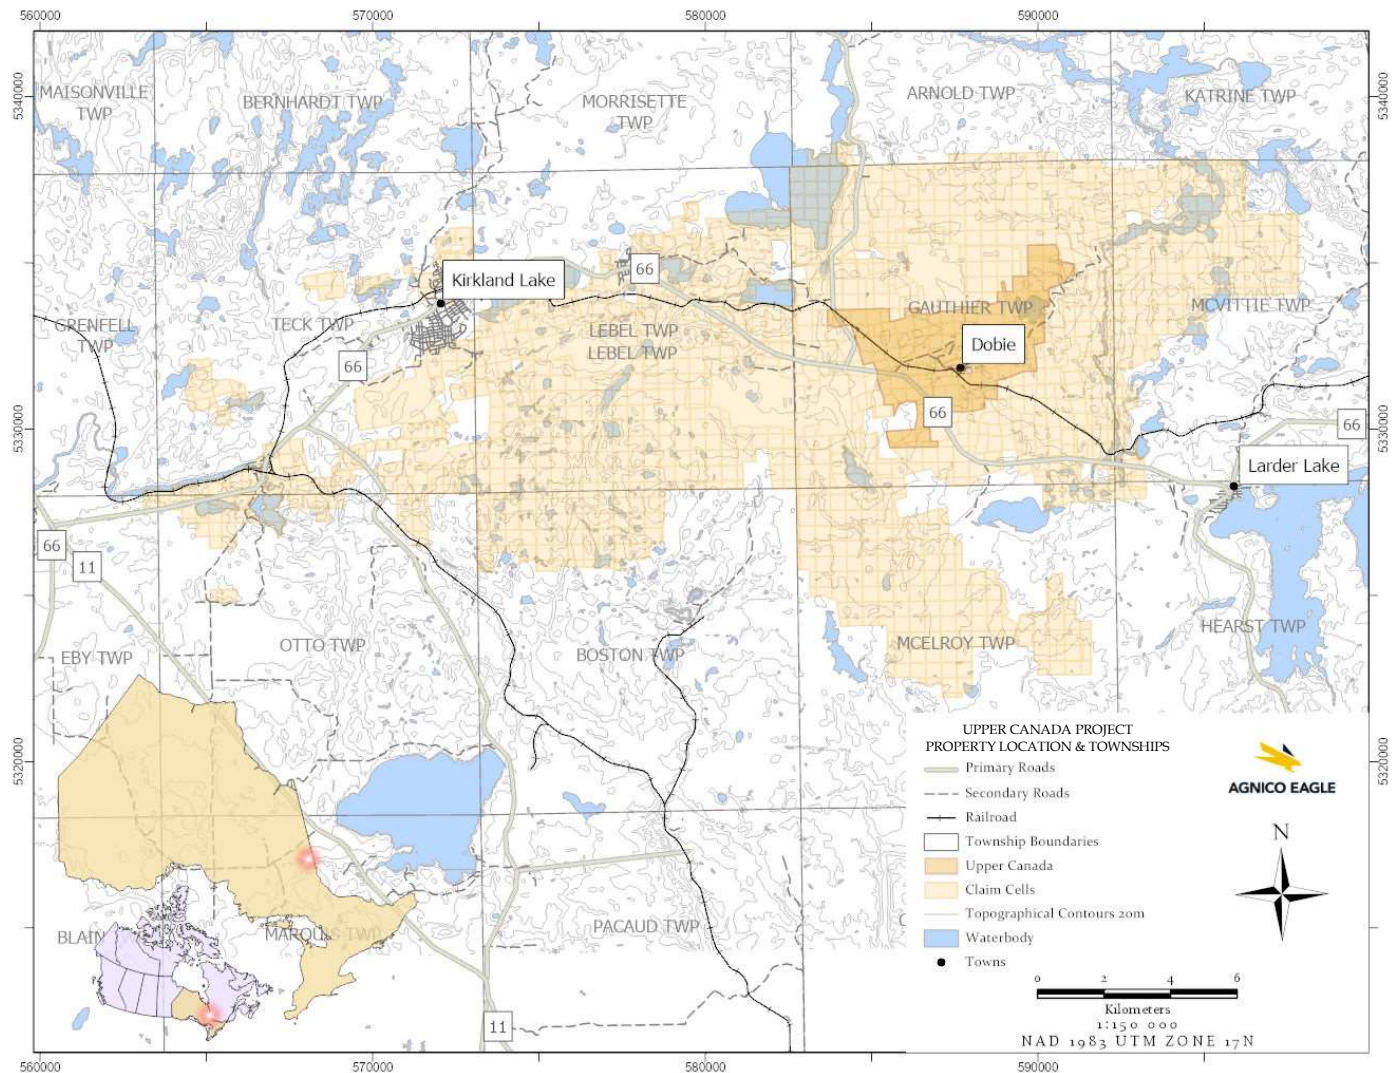 560000
570000
580000
590000
5340000
5340000
MAISONVILLE
TWP
BERNHARDT TWP
MORRISETTE
TWP
ARNOLD TWP
KATRINE TWP
Kirkland Lake
66
GRENFELL
TWP
TECK TWP
LEBEL TWP
LEBEL TWP
GAUTHIER TWP
MCVITTIE TWP
Dobie
66
66
66
5330000
5330000
Larder Lake
66
11
EBY TWP
OTTO TWP
BOSTON TWP
MCELROY TWP
HEARST TWP
5320000
5320000
UPPER CANADA PROJECT
PROPERTY LOCATION & TOWNSHIPS
Primary Roads
Secondary Roads
Railroad
Township Boundaries
Upper Canada
Claim Cells
Topographical Contours 20m
Waterbody
Towns
AGNICO EAGLE
N
BLAIN
MARQUIS TWP
PACAUD TWP
11
0 2 4 6
Kilometers
1:150 000
NAD 1983 UTM ZONE 17N
560000
570000
580000
590000